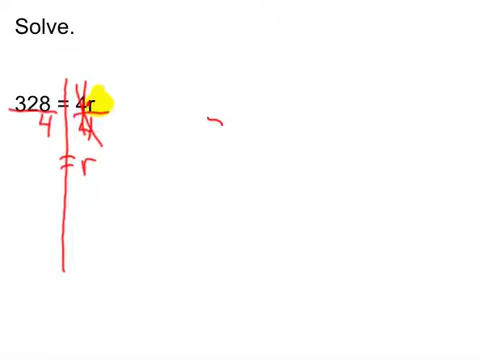 Solve.
328 = 4r
4 4
= r